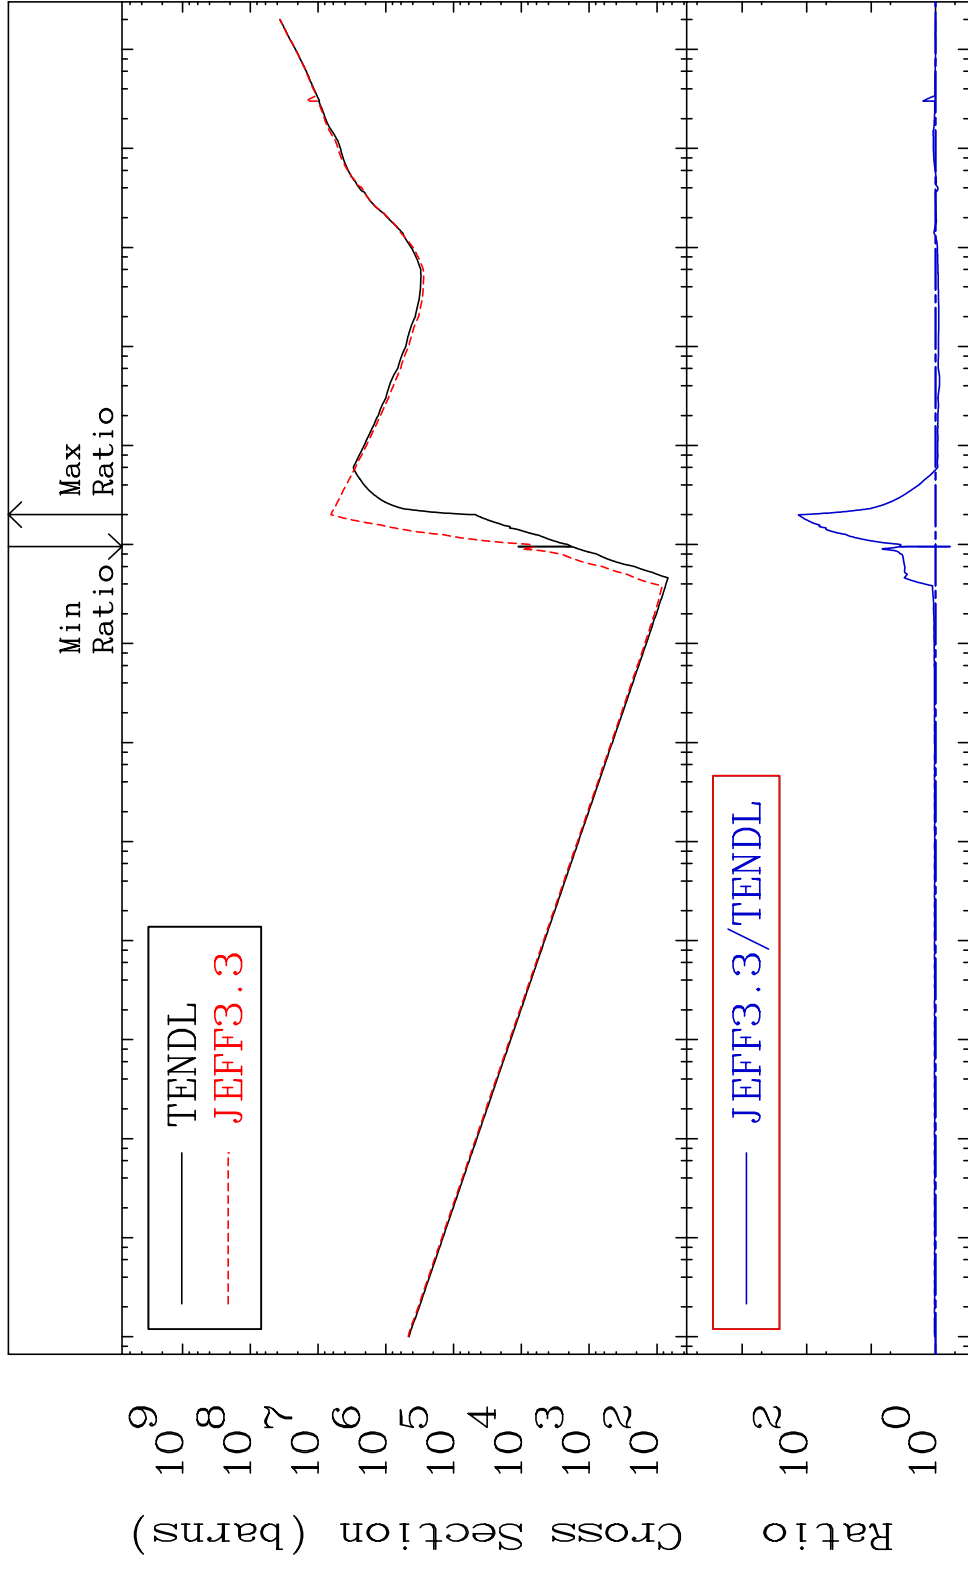 Min
Ratio
Max
Ratio
TENDL
JEFF3.3
JEFF3.3/TENDL
10 9
10 8
10 7
10 6
10 5
10 4
10 3
10 2
Cross Section (barns)
10 2
10 0
Ratio